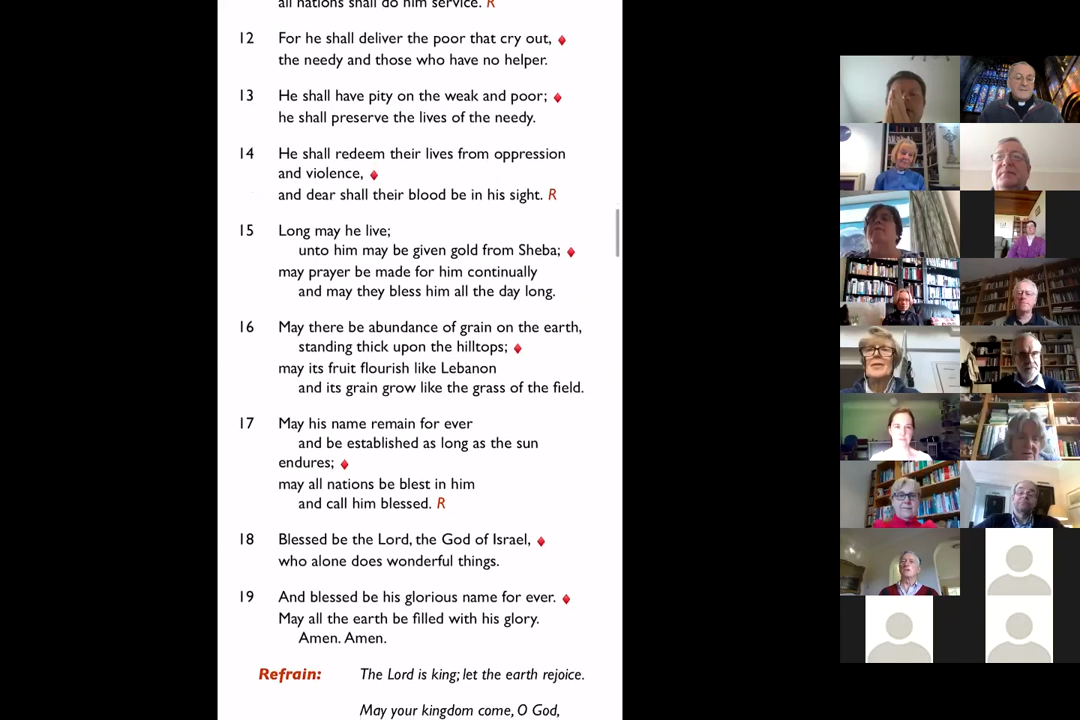 all nations shall do him service. R
12 For he shall deliver the poor that cry out, ♦
the needy and those who have no helper.
13 He shall have pity on the weak and poor; ♦
he shall preserve the lives of the needy.
14 He shall redeem their lives from oppression
and violence, ♦
and dear shall their blood be in his sight. R
15 Long may he live;
unto him may be given gold from Sheba; ♦
may prayer be made for him continually
and may they bless him all the day long.
16 May there be abundance of grain on the earth,
standing thick upon the hilltops; ♦
may its fruit flourish like Lebanon
and its grain grow like the grass of the field.
17 May his name remain for ever
and be established as long as the sun
endures; ♦
may all nations be blest in him
and call him blessed. R
18 Blessed be the Lord, the God of Israel, ♦
who alone does wonderful things.
19 And blessed be his glorious name for ever. ♦
May all the earth be filled with his glory.
Amen. Amen.
Refrain: The Lord is king; let the earth rejoice.
May your kingdom come, O God,